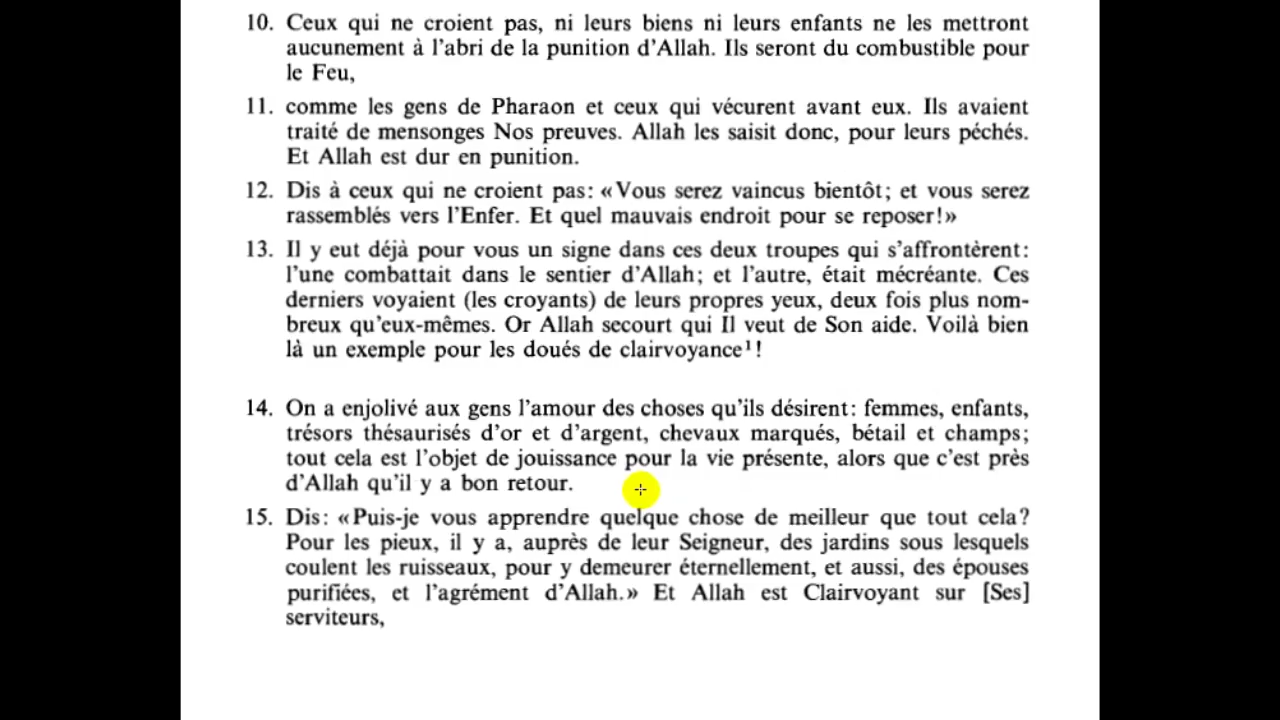 10. Ceux qui ne croient pas, ni leurs biens ni leurs enfants ne les mettront
aucunement à l'abri de la punition d'Allah. Ils seront du combustible pour
le Feu,
11. comme les gens de Pharaon et ceux qui vécurent avant eux. Ils avaient
traité de mensonges Nos preuves. Allah les saisit donc, pour leurs péchés.
Et Allah est dur en punition.
12. Dis à ceux qui ne croient pas: «Vous serez vaincus bientôt; et vous serez
rassemblés vers l'Enfer. Et quel mauvais endroit pour se reposer!»
13. Il y eut déjà pour vous un signe dans ces deux troupes qui s'affrontèrent:
l'une combattait dans le sentier d'Allah; et l'autre, était mécréante. Ces
derniers voyaient (les croyants) de leurs propres yeux, deux fois plus nom-
breux qu'eux-mêmes. Or Allah secourt qui Il veut de Son aide. Voilà bien
là un exemple pour les doués de clairvoyance¹!
14. On a enjolivé aux gens l'amour des choses qu'ils désirent: femmes, enfants,
trésors thésaurisés d'or et d'argent, chevaux marqués, bétail et champs;
tout cela est l'objet de jouissance pour la vie présente, alors que c'est près
d'Allah qu'il y a bon retour.
15. Dis: «Puis-je vous apprendre quelque chose de meilleur que tout cela?
Pour les pieux, il y a, auprès de leur Seigneur, des jardins sous lesquels
coulent les ruisseaux, pour y demeurer éternellement, et aussi, des épouses
purifiées, et l'agrément d'Allah.» Et Allah est Clairvoyant sur [Ses]
serviteurs,